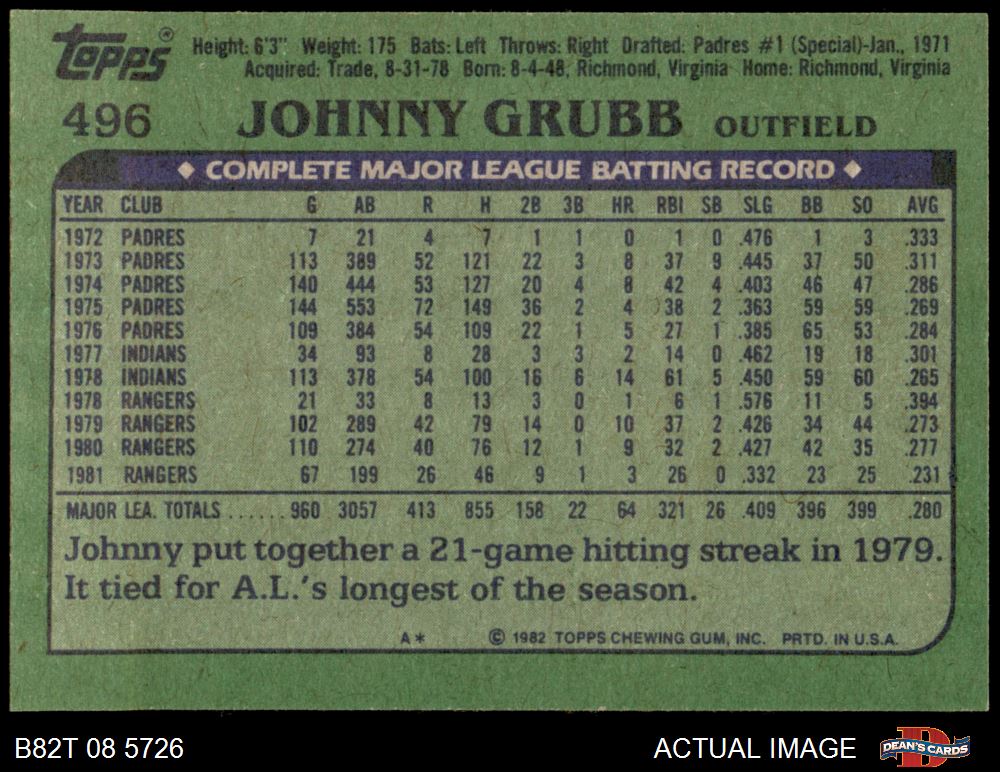 Topps®
Height: 6'3" Weight: 175 Bats: Left Throws: Right Drafted: Padres #1 (Special)-Jan., 1971
Acquired: Trade, 8-31-78 Born: 8-4-48, Richmond, Virginia Home: Richmond, Virginia
496 JOHNNY GRUBB OUTFIELD
◆ COMPLETE MAJOR LEAGUE BATTING RECORD ◆
YEAR CLUB G AB R H 2B 3B HR RBI SB SLG BB SO AVG
1972 PADRES 7 21 4 7 1 1 0 1 0 .476 1 3 .333
1973 PADRES 113 389 52 121 22 3 8 37 9 .445 37 50 .311
1974 PADRES 140 444 53 127 20 4 8 42 4 .403 46 47 .286
1975 PADRES 144 553 72 149 36 2 4 38 2 .363 59 59 .269
1976 PADRES 109 384 54 109 22 1 5 27 1 .385 65 53 .284
1977 INDIANS 34 93 8 28 3 3 2 14 0 .462 19 18 .301
1978 INDIANS 113 378 54 100 16 6 14 61 5 .450 59 60 .265
1978 RANGERS 21 33 8 13 3 0 1 6 1 .576 11 5 .394
1979 RANGERS 102 289 42 79 14 0 10 37 2 .426 34 44 .273
1980 RANGERS 110 274 40 76 12 1 9 32 2 .427 42 35 .277
1981 RANGERS 67 199 26 46 9 1 3 26 0 .332 23 25 .231
MAJOR LEA. TOTALS ...... 960 3057 413 855 158 22 64 321 26 .409 396 399 .280
Johnny put together a 21-game hitting streak in 1979.
It tied for A.L.'s longest of the season.
A* © 1982 TOPPS CHEWING GUM, INC. PRTD. IN U.S.A.
B82T 08 5726 ACTUAL IMAGE DEAN'S CARDS